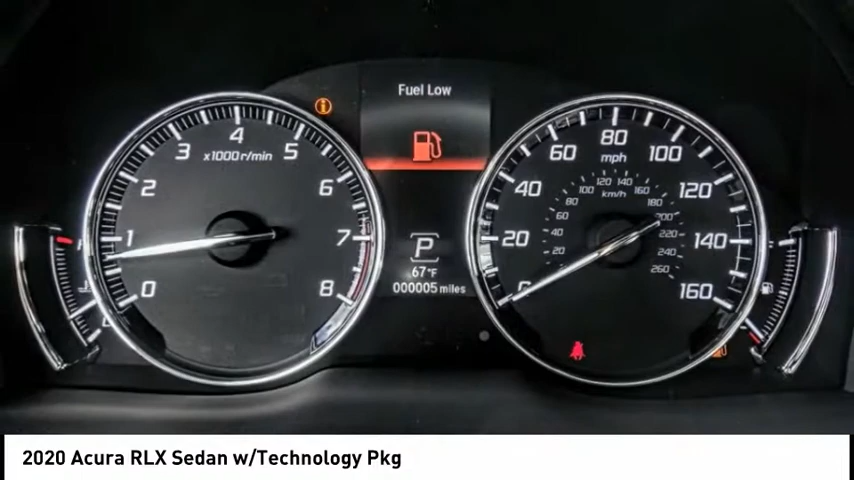 Fuel Low
0 1 2 3 4 5 6 7 8
x1000r/min
P
67°F
000005 miles
0 20 40 60 80 100 120 140 160
mph
20 40 60 80 100 120 140 160 180 200 220 240 260
km/h
2020 Acura RLX Sedan w/Technology Pkg